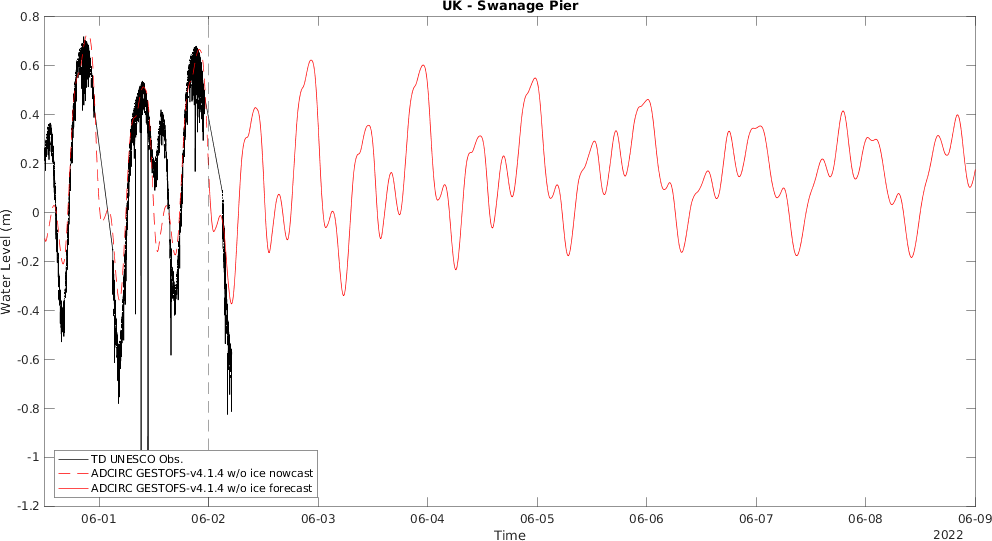 UK - Swanage Pier
0.8
0.6
0.4
0.2
0
-0.2
-0.4
-0.6
-0.8
-1
-1.2
Water Level (m)
TD UNESCO Obs.
ADCIRC GESTOFS-v4.1.4 w/o ice nowcast
ADCIRC GESTOFS-v4.1.4 w/o ice forecast
06-01 06-02 06-03 06-04 06-05 06-06 06-07 06-08 06-09
Time
2022